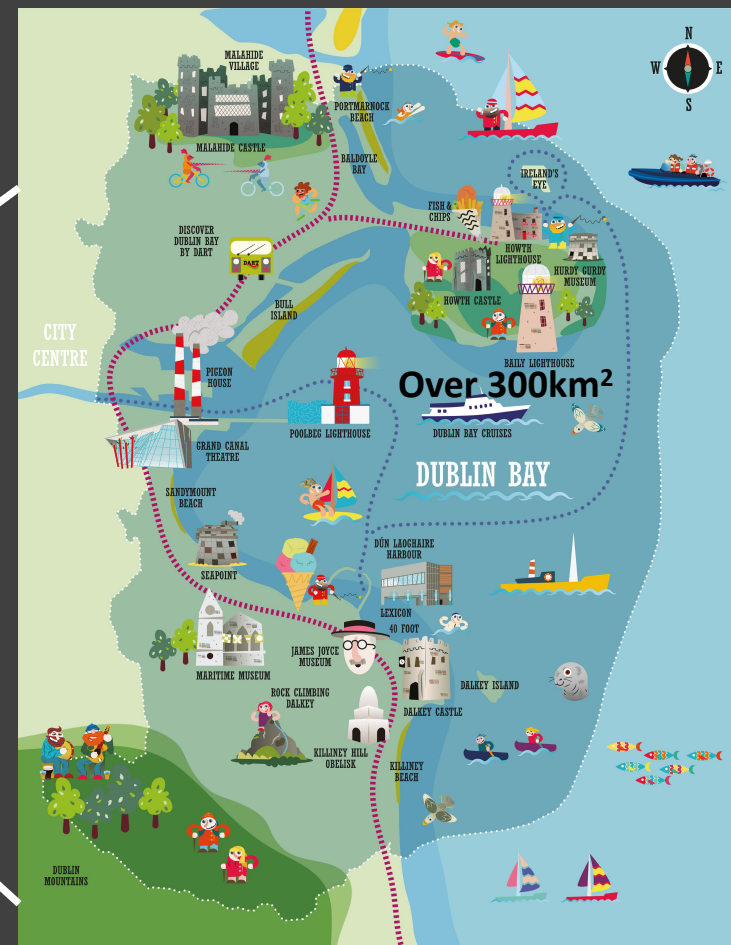 N
W
E
S
MALAHIDE
VILLAGE
PORTMARNOCK
BEACH
MALAHIDE CASTLE
BALDOYLE
BAY
IRELAND'S
EYE
FISH &
CHIPS
DISCOVER
DUBLIN BAY
BY DART
DART
HOWTH
LIGHTHOUSE
HURDY GURDY
MUSEUM
HOWTH CASTLE
BULL
ISLAND
CITY
CENTRE
PIGEON
HOUSE
BAILY LIGHTHOUSE
Over 300km²
POOLBEG LIGHTHOUSE
DUBLIN BAY CRUISES
GRAND CANAL
THEATRE
DUBLIN BAY
SANDYMOUNT
BEACH
DÚN LAOGHAIRE
HARBOUR
SEAPOINT
LEXICON
40 FOOT
JAMES JOYCE
MUSEUM
MARITIME MUSEUM
DALKEY ISLAND
ROCK CLIMBING
DALKEY
DALKEY CASTLE
KILLINEY HILL
OBELISK
KILLINEY
BEACH
DUBLIN
MOUNTAINS